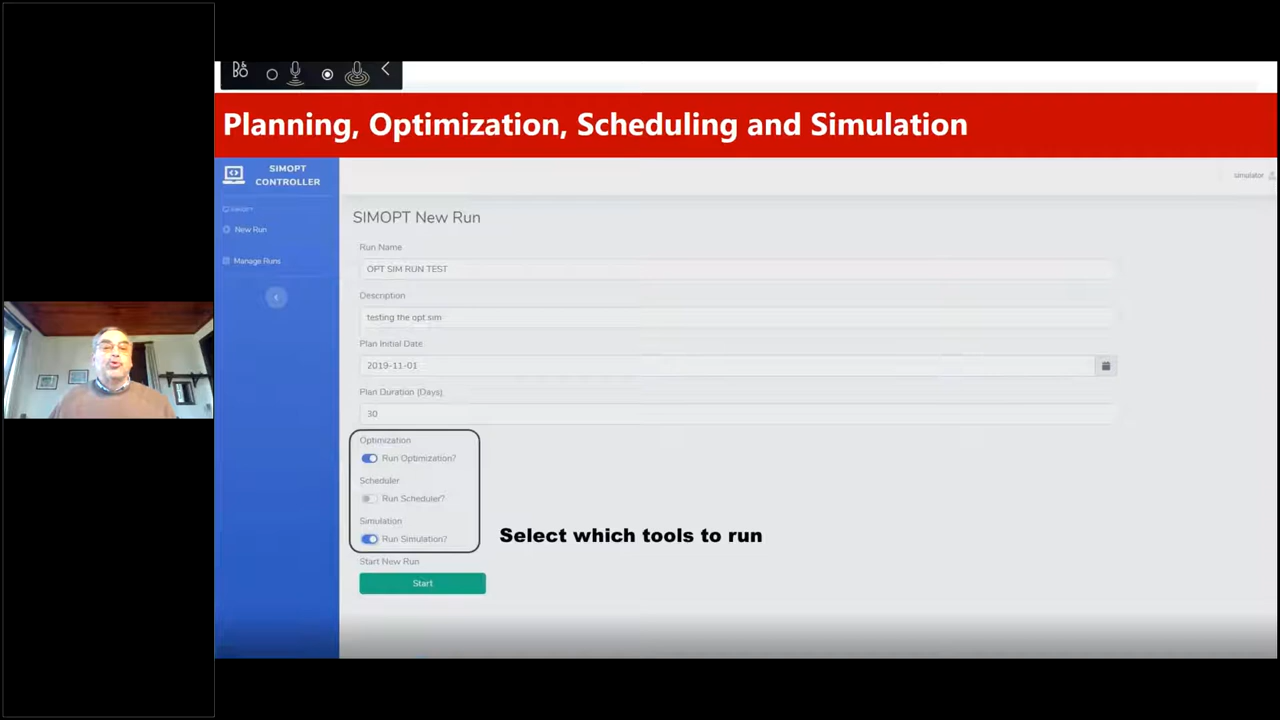 Planning, Optimization, Scheduling and Simulation
SIMOPT
CONTROLLER
simulator
New Run
Manage Runs
SIMOPT New Run
Run Name
OPT SIM RUN TEST
Description
testing the opt sim
Plan Initial Date
2019-11-01
Plan Duration (Days)
30
Optimization
Run Optimization?
Scheduler
Run Scheduler?
Simulation
Run Simulation?
Select which tools to run
Start New Run
Start